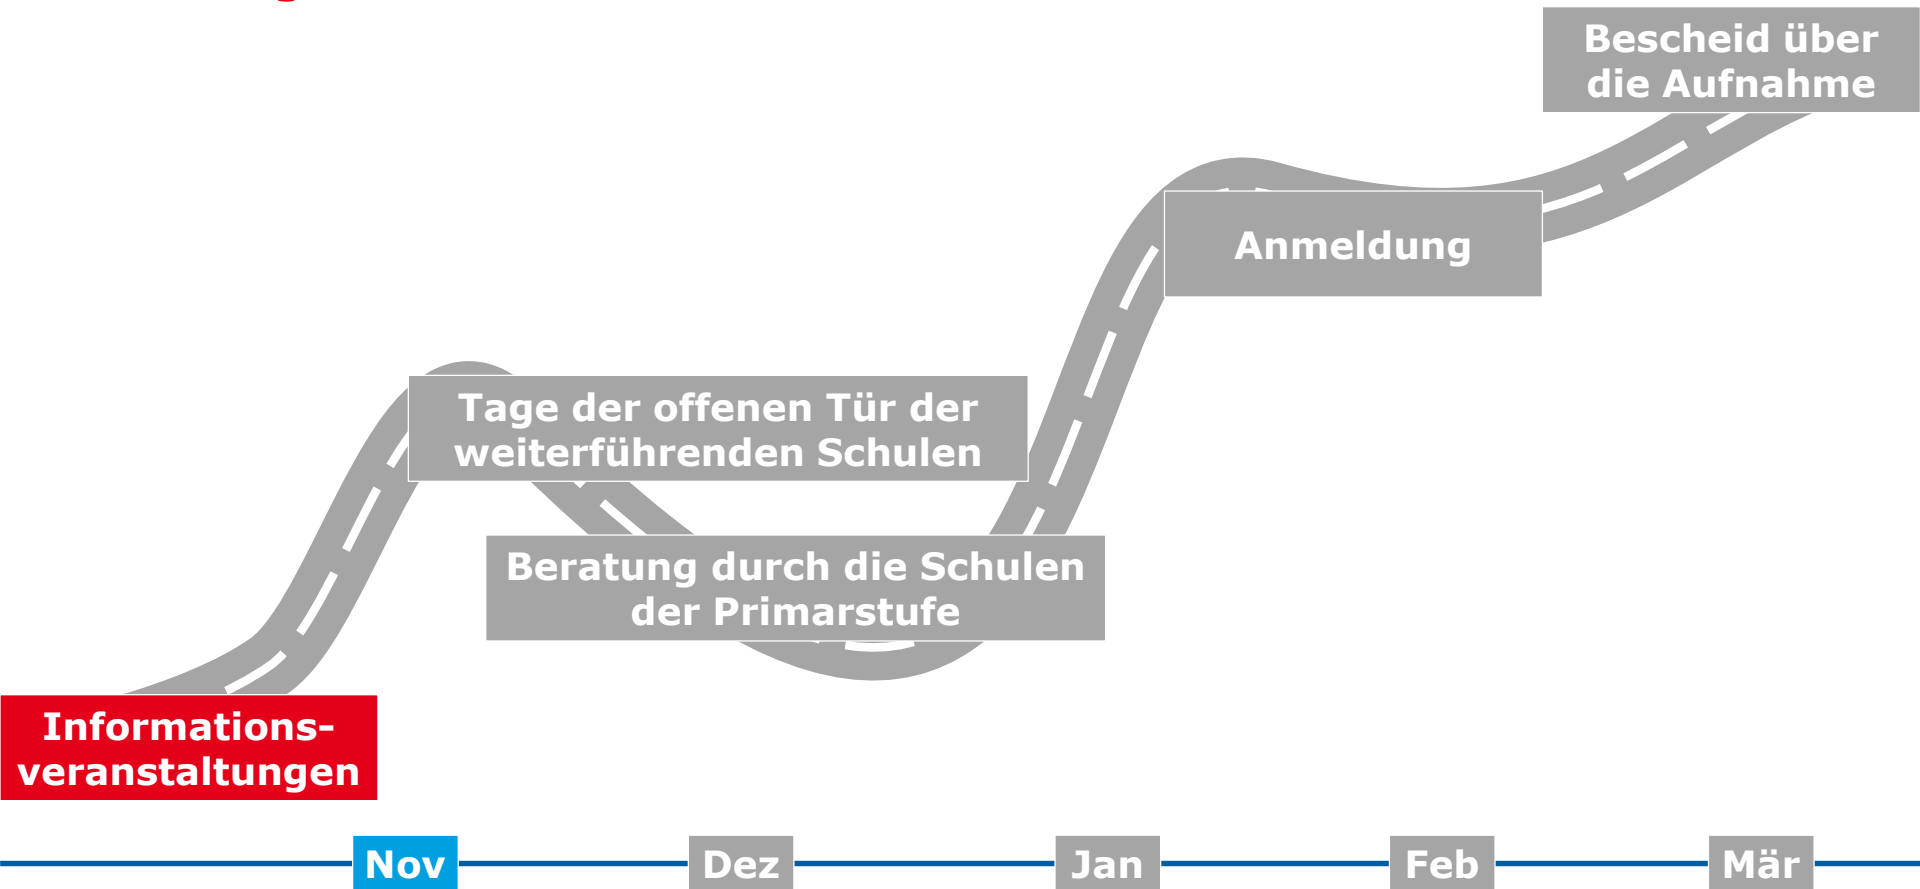 Bescheid über
die Aufnahme
Anmeldung
Tage der offenen Tür der
weiterführenden Schulen
Beratung durch die Schulen
der Primarstufe
Informations-
veranstaltungen
Nov
Dez
Jan
Feb
Mär